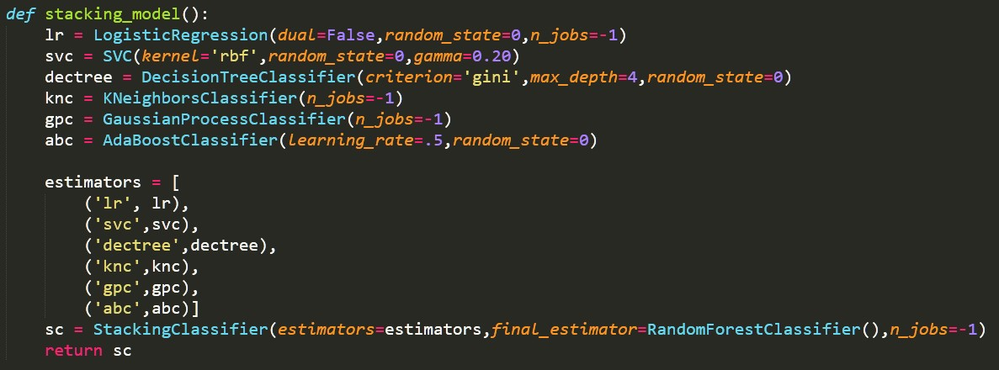 def stacking_model():
    lr = LogisticRegression(dual=False,random_state=0,n_jobs=-1)
    svc = SVC(kernel='rbf',random_state=0,gamma=0.20)
    dectree = DecisionTreeClassifier(criterion='gini',max_depth=4,random_state=0)
    knc = KNeighborsClassifier(n_jobs=-1)
    gpc = GaussianProcessClassifier(n_jobs=-1)
    abc = AdaBoostClassifier(learning_rate=.5,random_state=0)

    estimators = [
        ('lr', lr),
        ('svc',svc),
        ('dectree',dectree),
        ('knc',knc),
        ('gpc',gpc),
        ('abc',abc)]
    sc = StackingClassifier(estimators=estimators,final_estimator=RandomForestClassifier(),n_jobs=-1)
    return sc